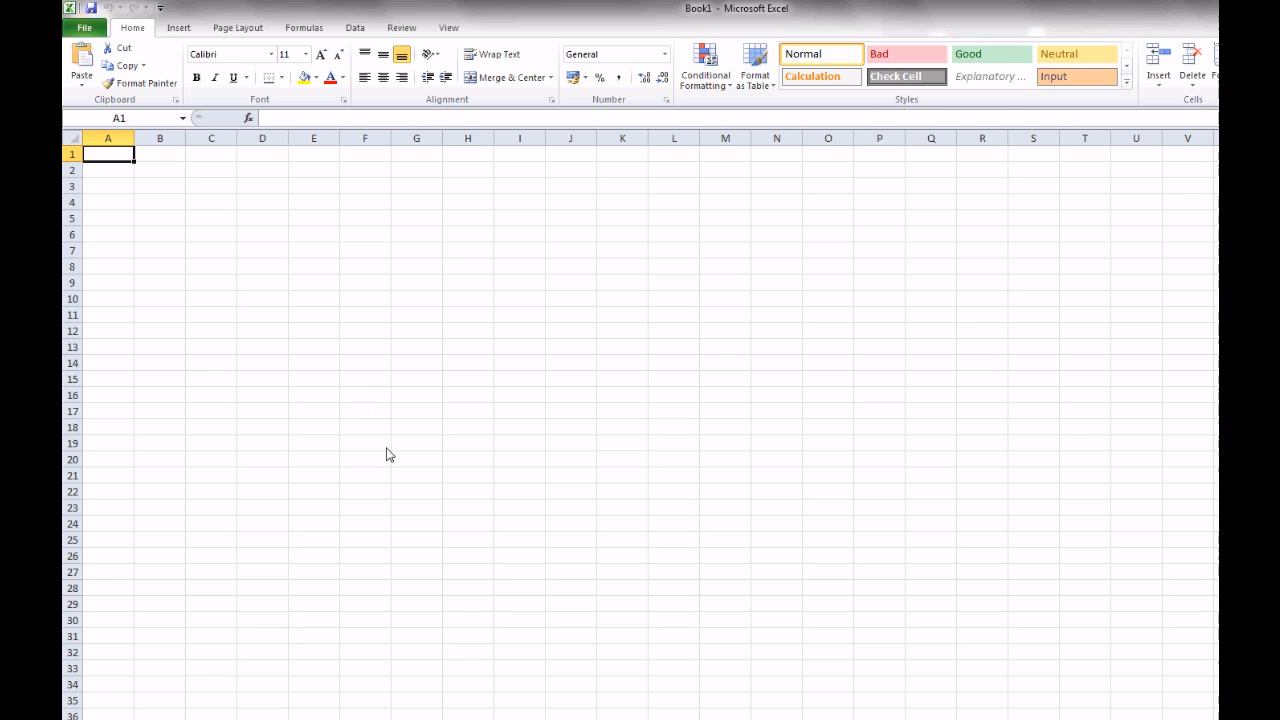 Book1 - Microsoft Excel
File Home Insert Page Layout Formulas Data Review View
Cut
Copy
Format Painter
Paste
Clipboard
Calibri 11 A A
B I U A
Font
Wrap Text
Merge & Center
Alignment
General
% ,
Number
Conditional Formatting
Format as Table
Normal Bad Good Neutral
Calculation Check Cell Explanatory ... Input
Styles
Insert Delete
Cells
A1 fx
A B C D E F G H I J K L M N O P Q R S T U V
1
2
3
4
5
6
7
8
9
10
11
12
13
14
15
16
17
18
19
20
21
22
23
24
25
26
27
28
29
30
31
32
33
34
35
36